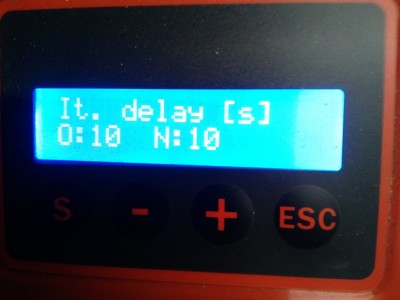 It. delay [s]
O:10 N:10
S - + ESC